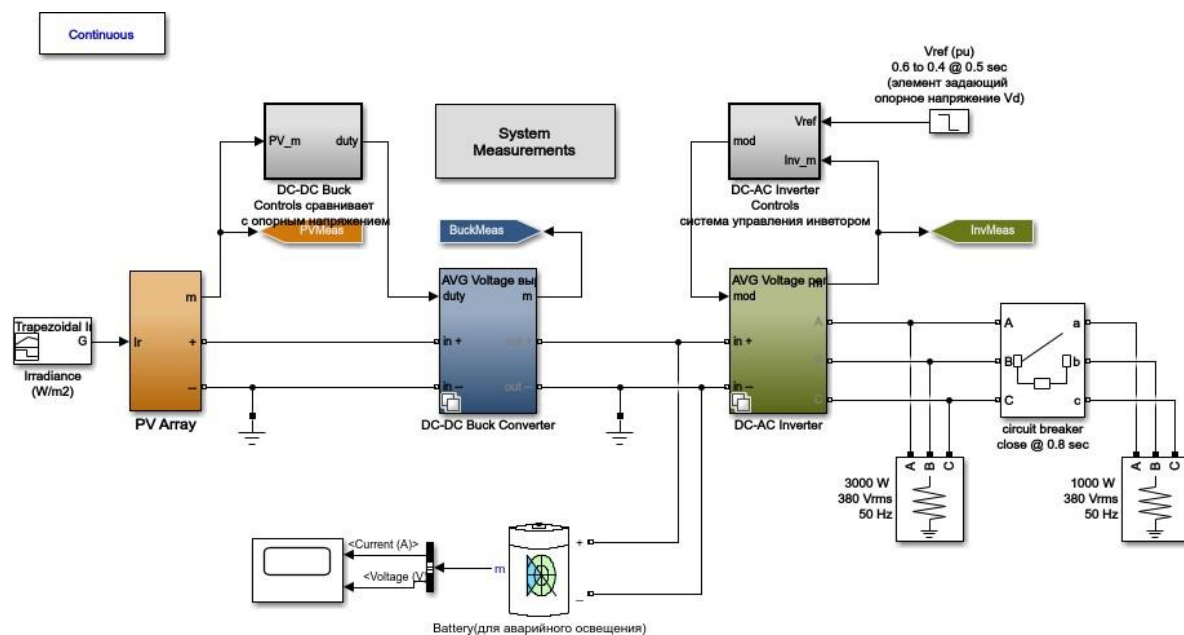 Continuous
Vref (pu)
0.6 to 0.4 @ 0.5 sec
(элемент задающий
опорное напряжение Vd)
PV_m
duty
DC-DC Buck
Controls сравнивает
с опорным напряжением
System
Measurements
Vref
mod
Inv_m
DC-AC Inverter
Controls
система управления инветором
PVMeas
BuckMeas
InvMeas
m
Ir
+
–
PV Array
Trapezoidal Ir
G
Irradiance
(W/m2)
AVG Voltage вы
duty
m
in +
out +
in –
out –
DC-DC Buck Converter
AVG Voltage
m
mod
A
in +
in –
C
DC-AC Inverter
A
a
B
b
C
c
circuit breaker
close @ 0.8 sec
A B C
3000 W
380 Vrms
50 Hz
A B C
1000 W
380 Vrms
50 Hz
<Current (A)>
<Voltage (V)
m
+
_
Battery(для аварийного освещения)